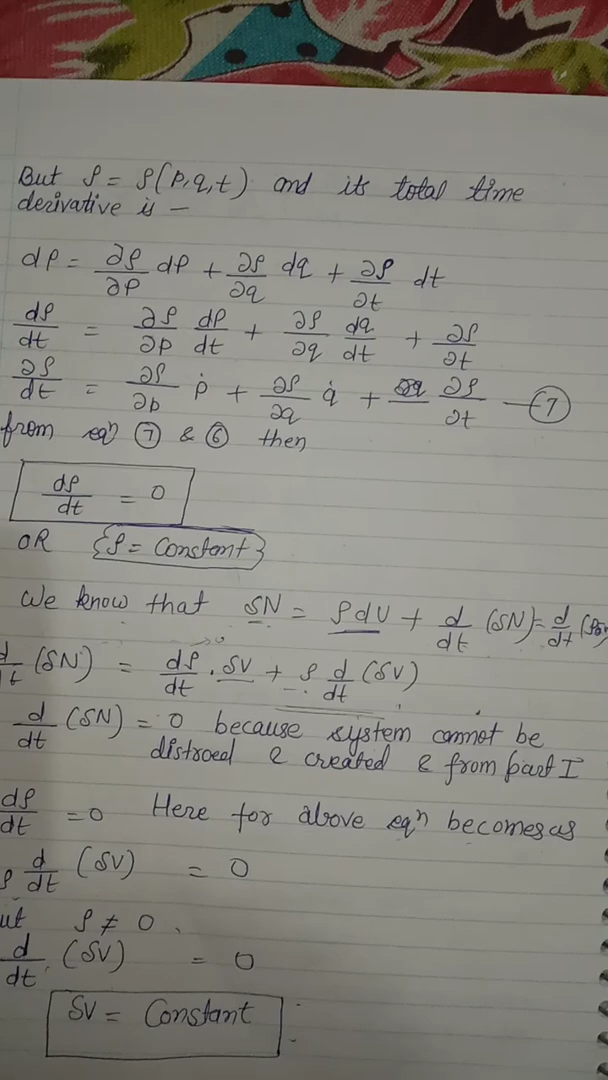 But ρ = ρ(p,q,t) and its total time
derivative is —
dρ = ∂ρ/∂p dp + ∂ρ/∂q dq + ∂ρ/∂t dt
dρ/dt = ∂ρ/∂p dp/dt + ∂ρ/∂q dq/dt + ∂ρ/∂t
∂ρ/dt = ∂ρ/∂p ṗ + ∂ρ/∂q q̇ + ∂ρ/∂t —⑦
from eqn ⑦ & ⑥ then
dρ/dt = 0
OR {ρ = Constant}
We know that δN = ρdV + d/dt (δN) = d/dt
d/dt (δN) = dρ/dt . δV + ρ d/dt (δV)
d/dt (δN) = 0 because system cannot be
distroed & created & from part I
dρ/dt = 0 Here for above eqn becomes as
ρ d/dt (δV) = 0
ut ρ ≠ 0 .
d/dt (δV) = 0
δV = Constant